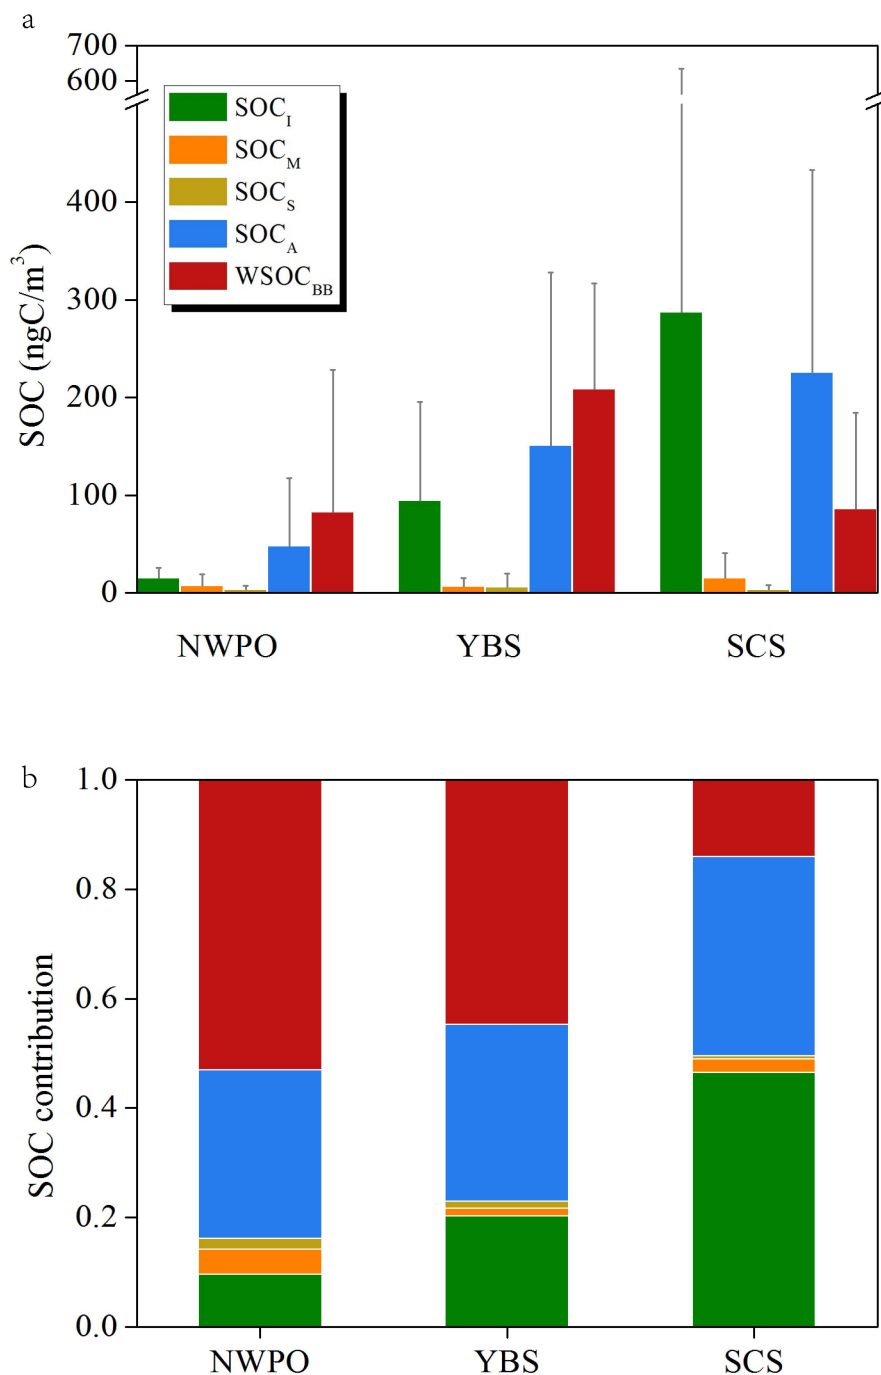 a
700
600
400
300
200
100
0
SOC (ngC/m³)
SOC_I
SOC_M
SOC_S
SOC_A
WSOC_BB
NWPO YBS SCS
b
1.0
0.8
0.6
0.4
0.2
0.0
SOC contribution
NWPO YBS SCS